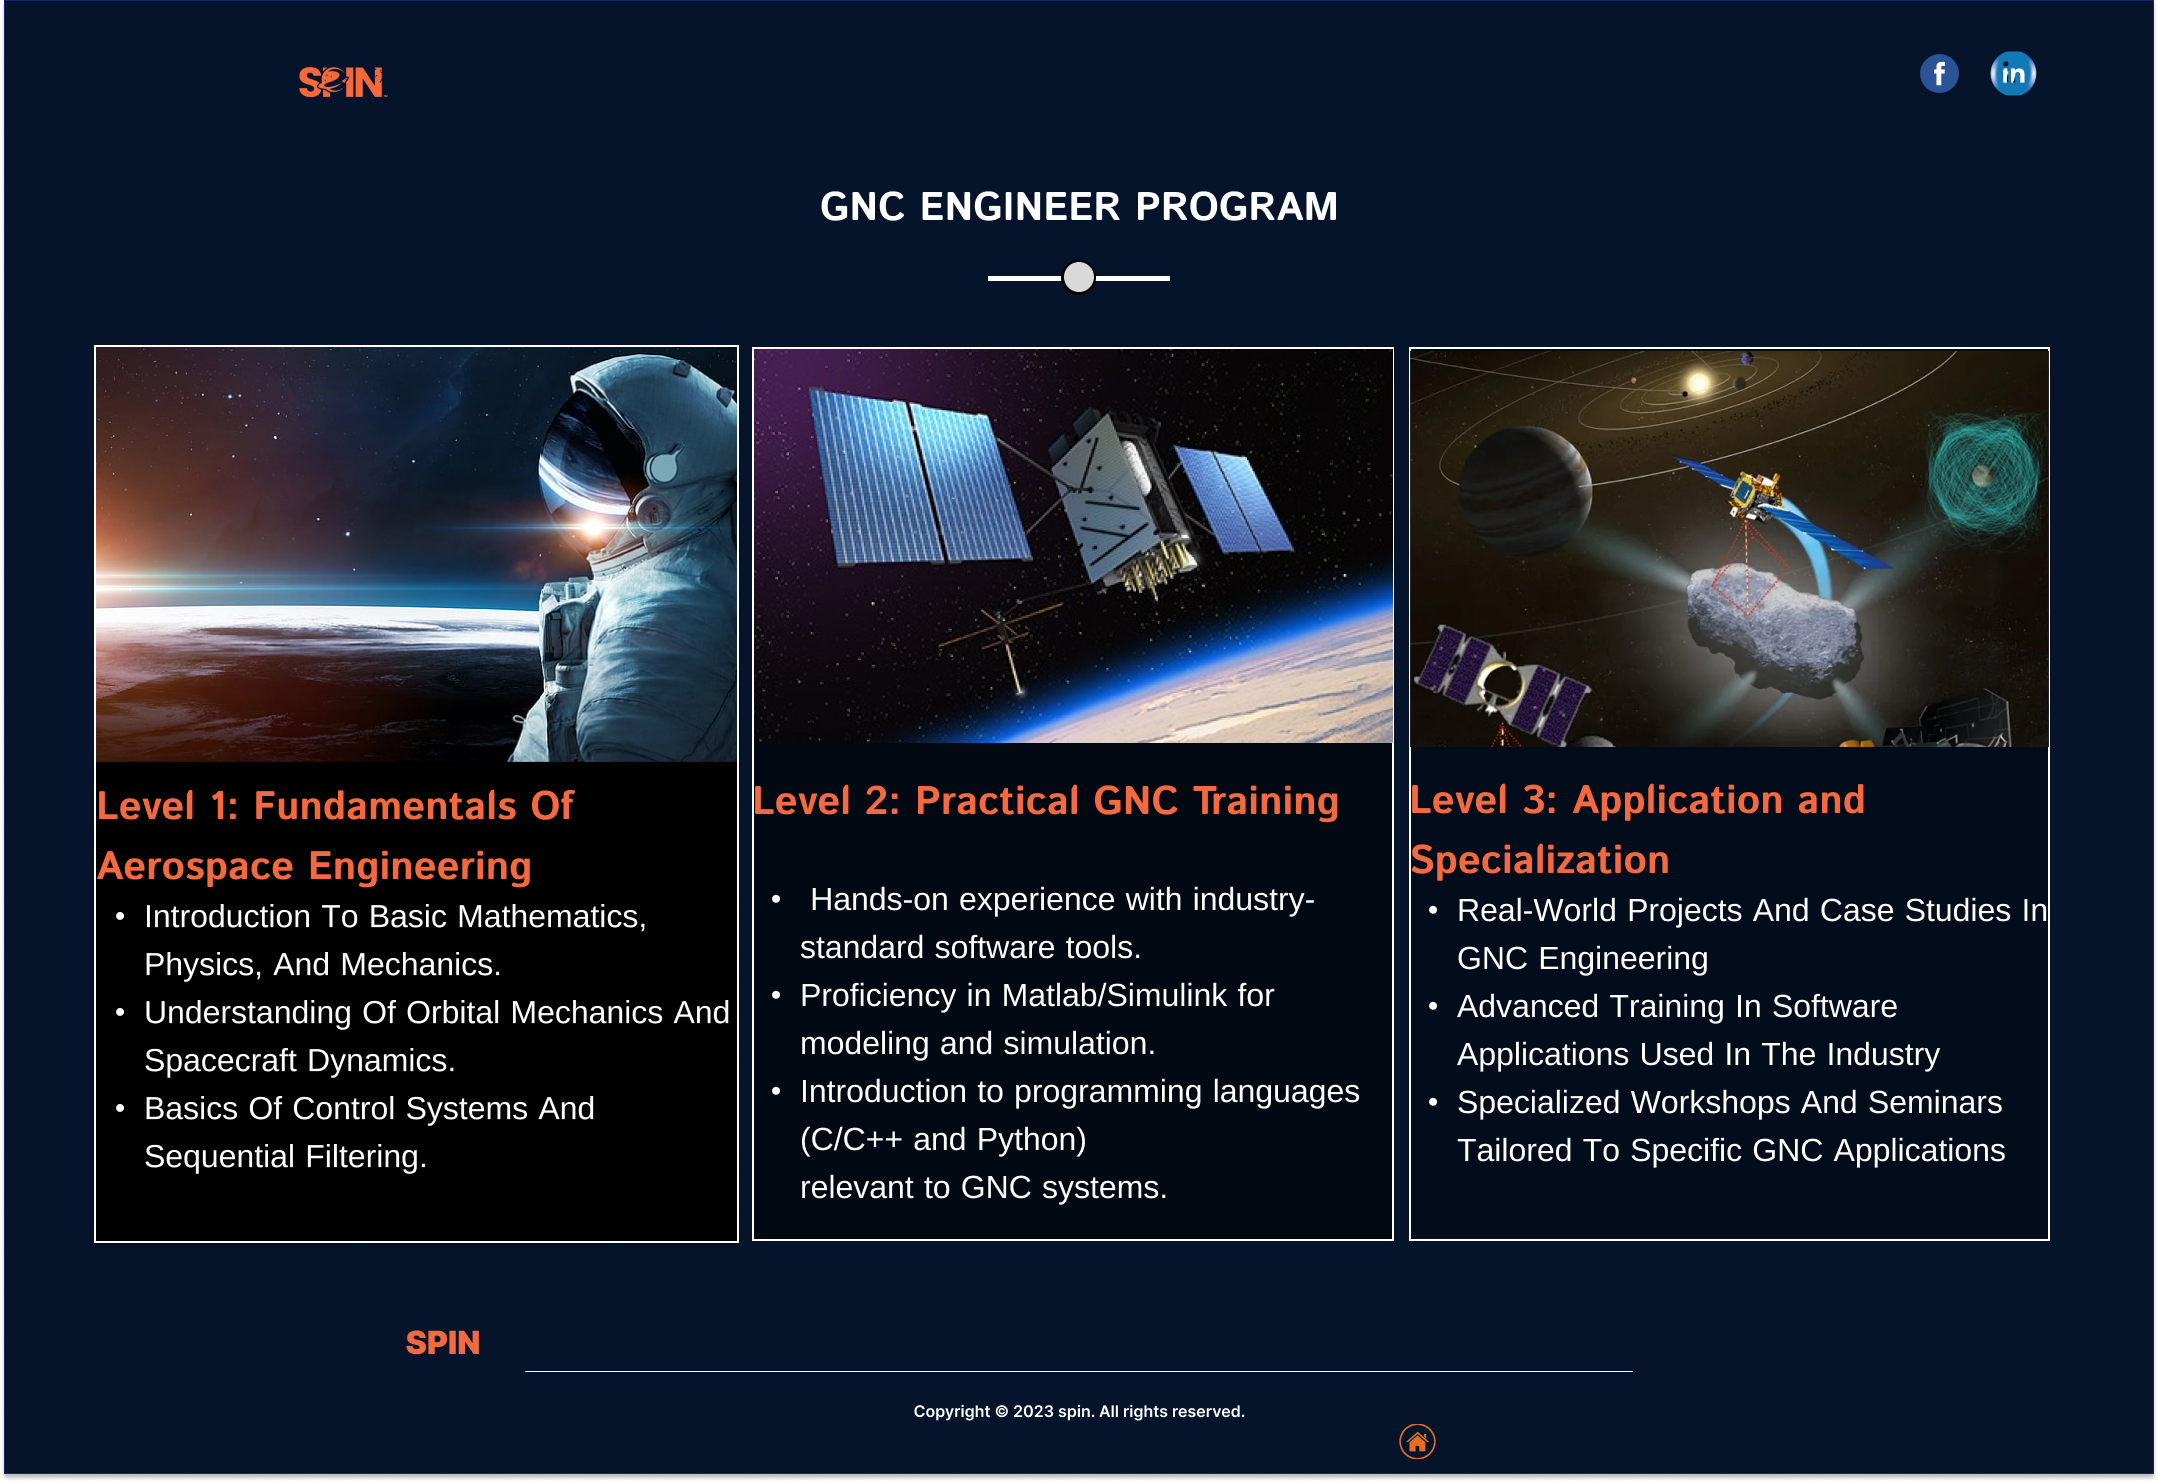 SPIN
f
in
GNC ENGINEER PROGRAM
Level 1: Fundamentals Of
Aerospace Engineering
• Introduction To Basic Mathematics,
Physics, And Mechanics.
• Understanding Of Orbital Mechanics And
Spacecraft Dynamics.
• Basics Of Control Systems And
Sequential Filtering.
Level 2: Practical GNC Training
• Hands-on experience with industry-
standard software tools.
• Proficiency in Matlab/Simulink for
modeling and simulation.
• Introduction to programming languages
(C/C++ and Python)
relevant to GNC systems.
Level 3: Application and
Specialization
• Real-World Projects And Case Studies In
GNC Engineering
• Advanced Training In Software
Applications Used In The Industry
• Specialized Workshops And Seminars
Tailored To Specific GNC Applications
SPIN
Copyright © 2023 spin. All rights reserved.